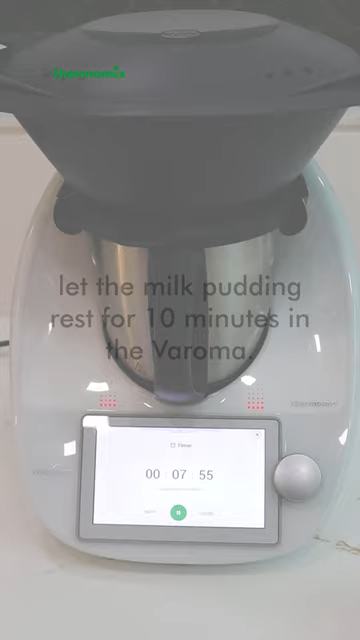 thermomix
let the milk pudding
rest for 10 minutes in
the Varoma.
Timer
00 : 07 : 55